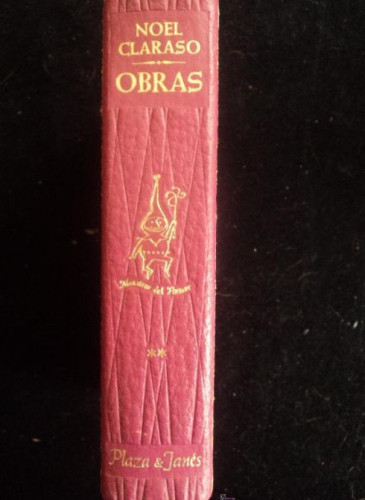 NOEL
CLARASO
OBRAS
Maestros del Humor
**
Plaza & Janés